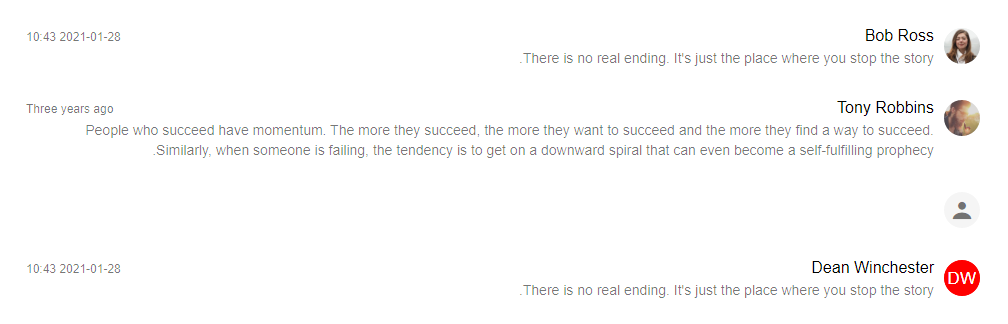 Bob Ross
10:43 2021-01-28
.There is no real ending. It's just the place where you stop the story
Tony Robbins
Three years ago
People who succeed have momentum. The more they succeed, the more they want to succeed and the more they find a way to succeed.
.Similarly, when someone is failing, the tendency is to get on a downward spiral that can even become a self-fulfilling prophecy
Dean Winchester
DW
10:43 2021-01-28
.There is no real ending. It's just the place where you stop the story